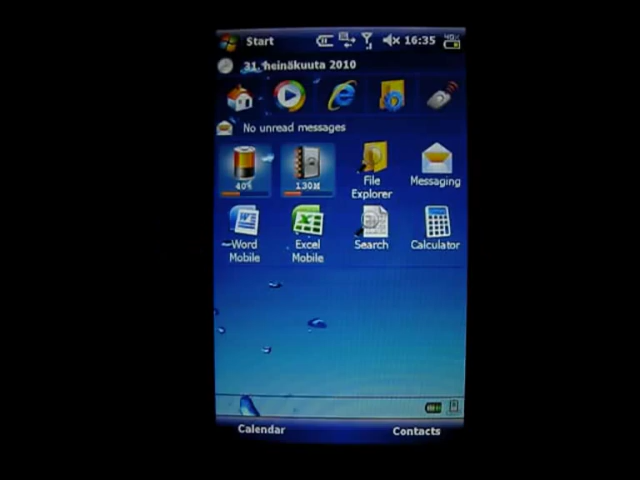 Start 16:35
31. heinäkuuta 2010
No unread messages
40%
130M
File Explorer
Messaging
Word Mobile
Excel Mobile
Search
Calculator
Calendar Contacts